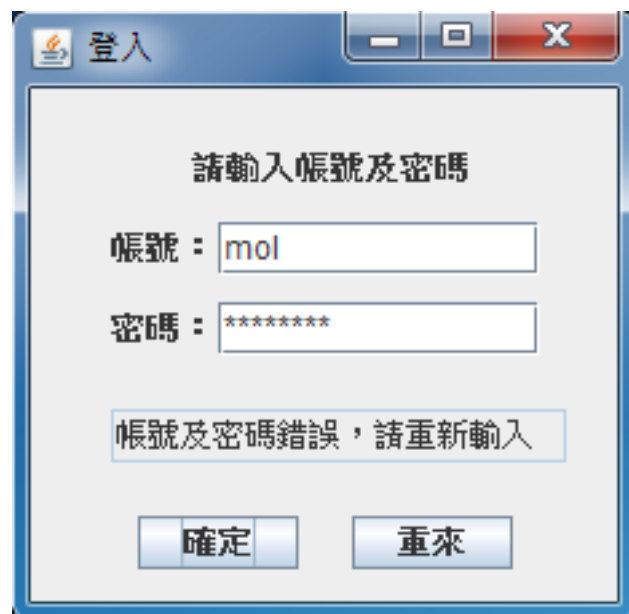 登入
請輸入帳號及密碼
帳號：mol
密碼：********
帳號及密碼錯誤，請重新輸入
確定 重來